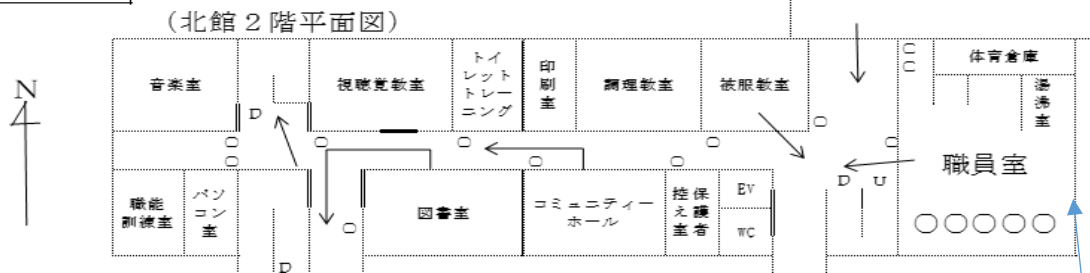 (北館２階平面図)
N
音楽室
D
視聴覚教室
トイレットトレーニング
印刷室
調理教室
被服教室
体育倉庫
湯沸室
職員室
職能訓練室
パソコン室
D
図書室
コミュニティーホール
保護者控え室
EV
WC
D
U